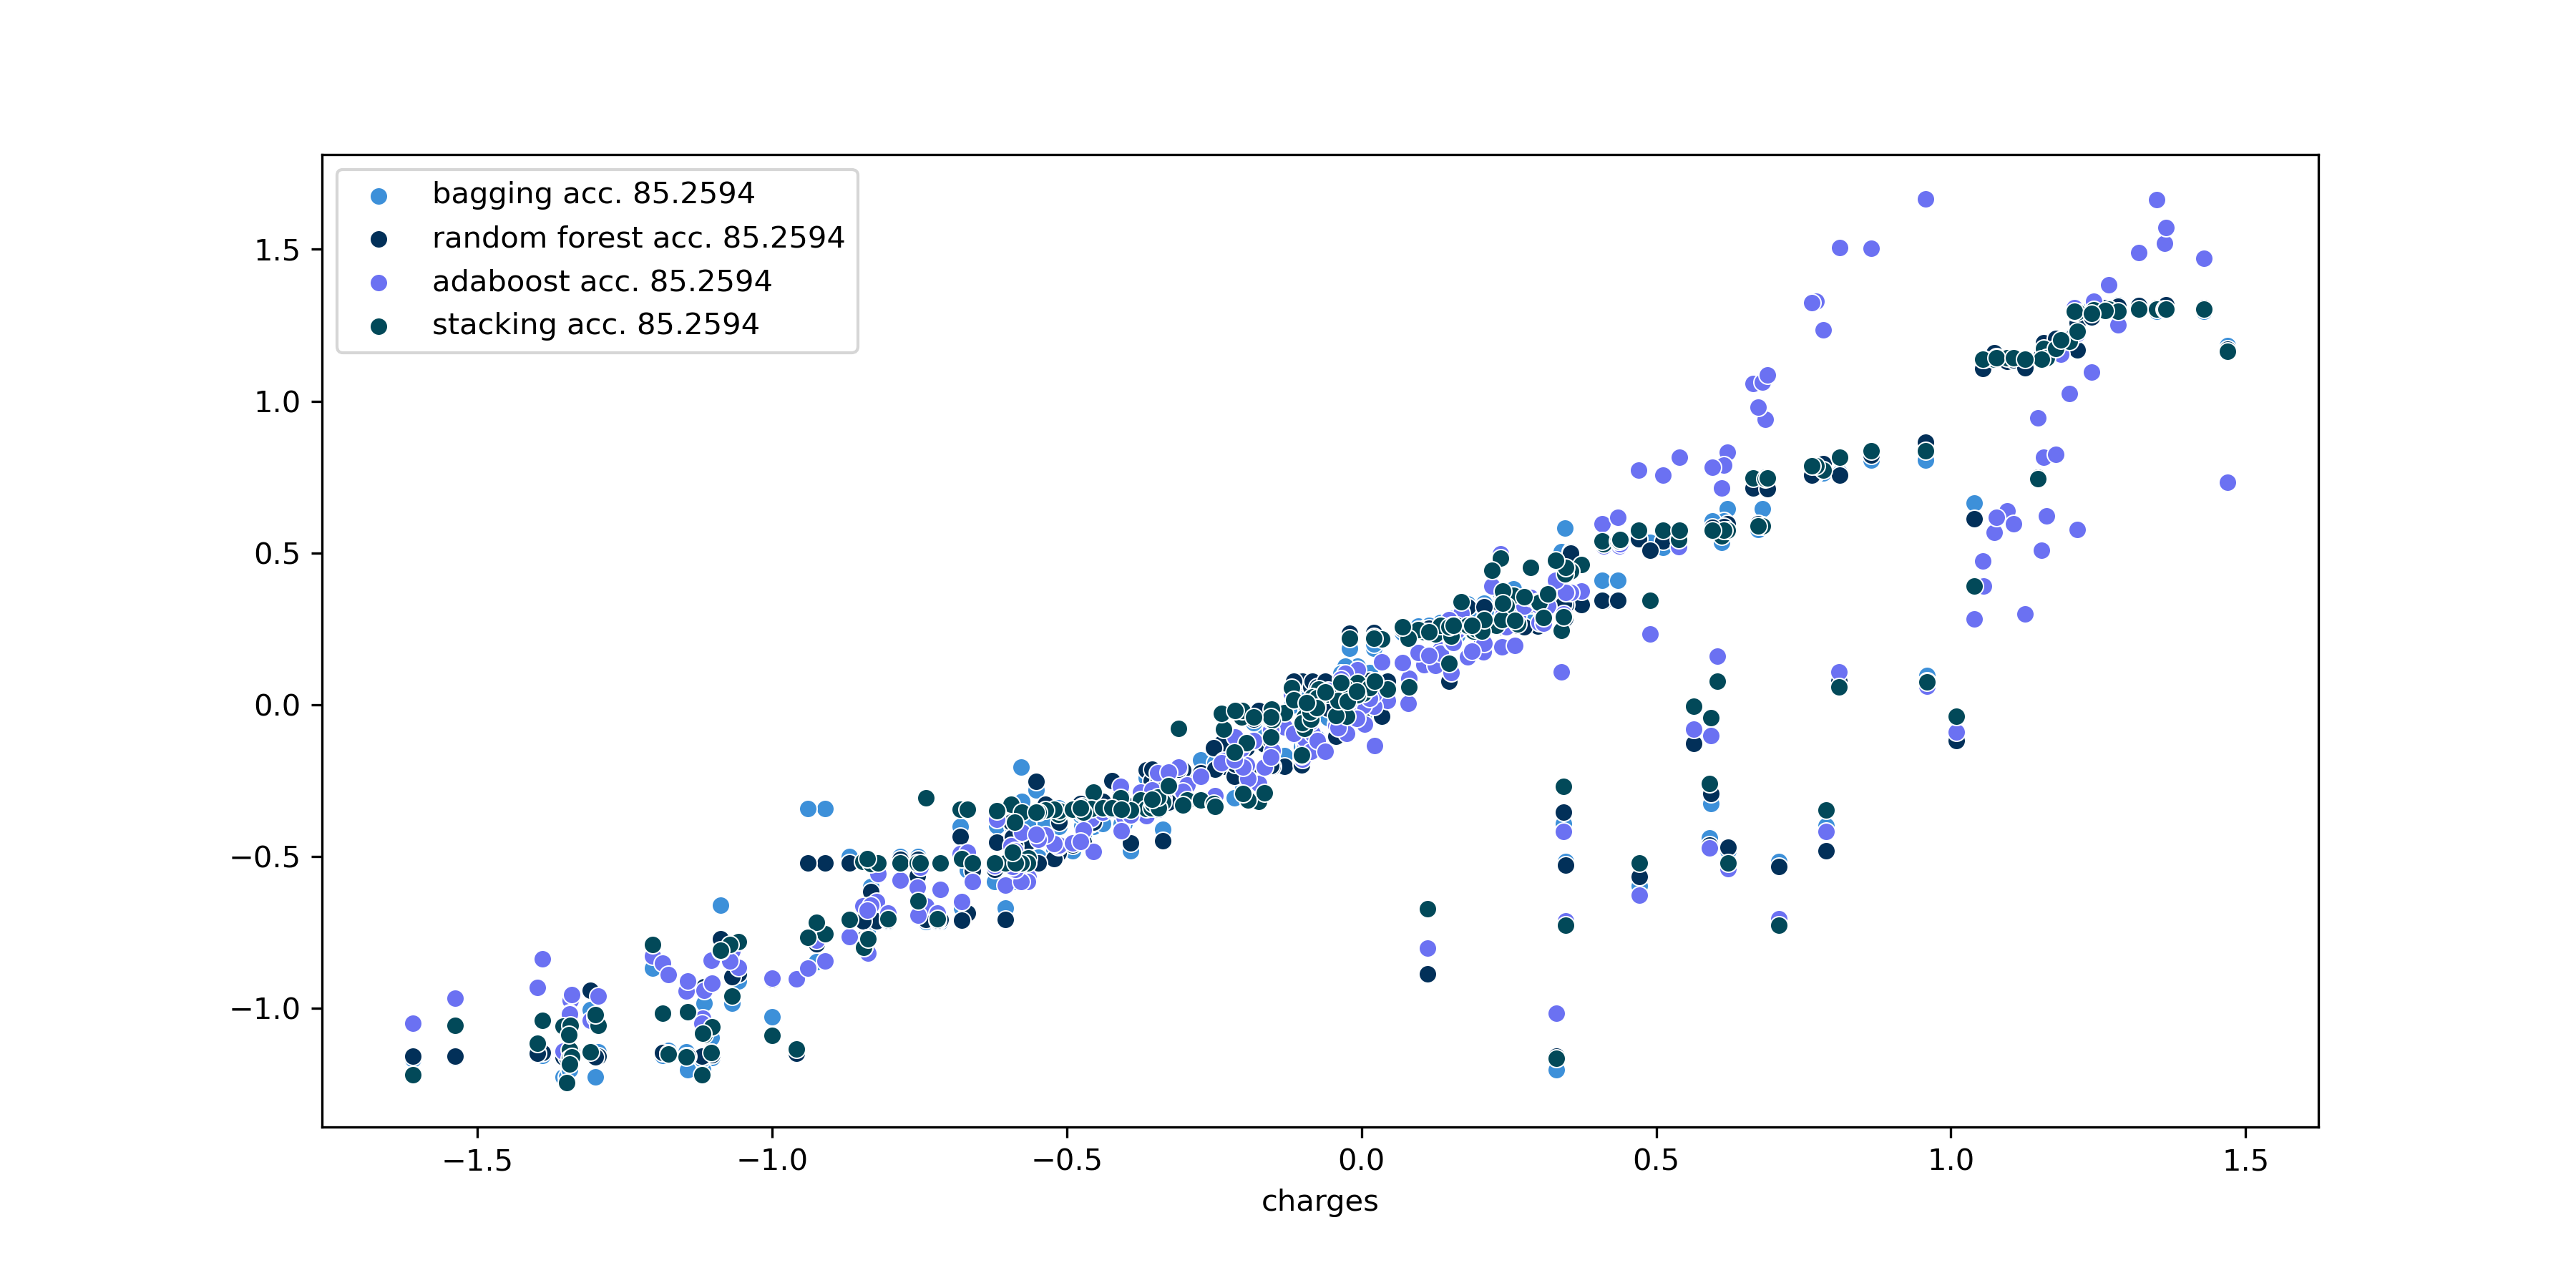 bagging acc. 85.2594
random forest acc. 85.2594
adaboost acc. 85.2594
stacking acc. 85.2594
1.5
1.0
0.5
0.0
−0.5
−1.0
−1.5 −1.0 −0.5 0.0 0.5 1.0 1.5
charges